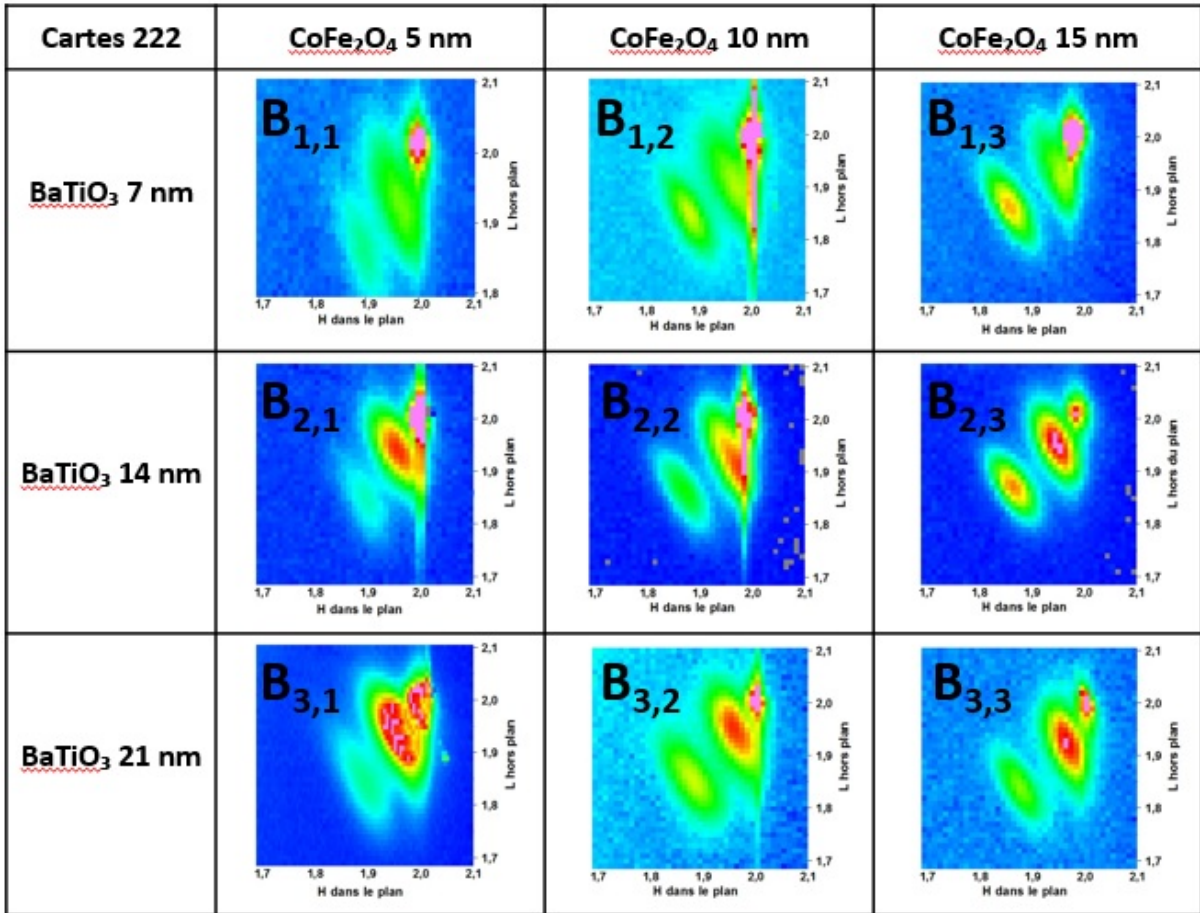 Cartes 222
CoFe₂O₄ 5 nm
CoFe₂O₄ 10 nm
CoFe₂O₄ 15 nm
BaTiO₃ 7 nm
B₁,₁
2,1
2,0
1,9
1,8
L hors plan
1,7 1,8 1,9 2,0 2,1
H dans le plan
B₁,₂
2,1
2,0
1,9
1,8
1,7
L hors plan
1,7 1,8 1,9 2,0 2,1
H dans le plan
B₁,₃
2,1
2,0
1,9
1,8
1,7
L hors plan
1,7 1,8 1,9 2,0 2,1
H dans le plan
BaTiO₃ 14 nm
B₂,₁
2,1
2,0
1,9
1,8
1,7
L hors plan
1,7 1,8 1,9 2,0 2,1
H dans le plan
B₂,₂
2,1
2,0
1,9
1,8
1,7
L hors plan
1,7 1,8 1,9 2,0 2,1
H dans le plan
B₂,₃
2,1
2,0
1,9
1,8
1,7
L hors du plan
1,7 1,8 1,9 2,0 2,1
H dans le plan
BaTiO₃ 21 nm
B₃,₁
2,1
2,0
1,9
1,8
1,7
L hors plan
1,7 1,8 1,9 2,0 2,1
H dans le plan
B₃,₂
2,1
2,0
1,9
1,8
1,7
L hors plan
1,7 1,8 1,9 2,0 2,1
H dans le plan
B₃,₃
2,1
2,0
1,9
1,8
1,7
L hors plan
1,7 1,8 1,9 2,0 2,1
H dans le plan